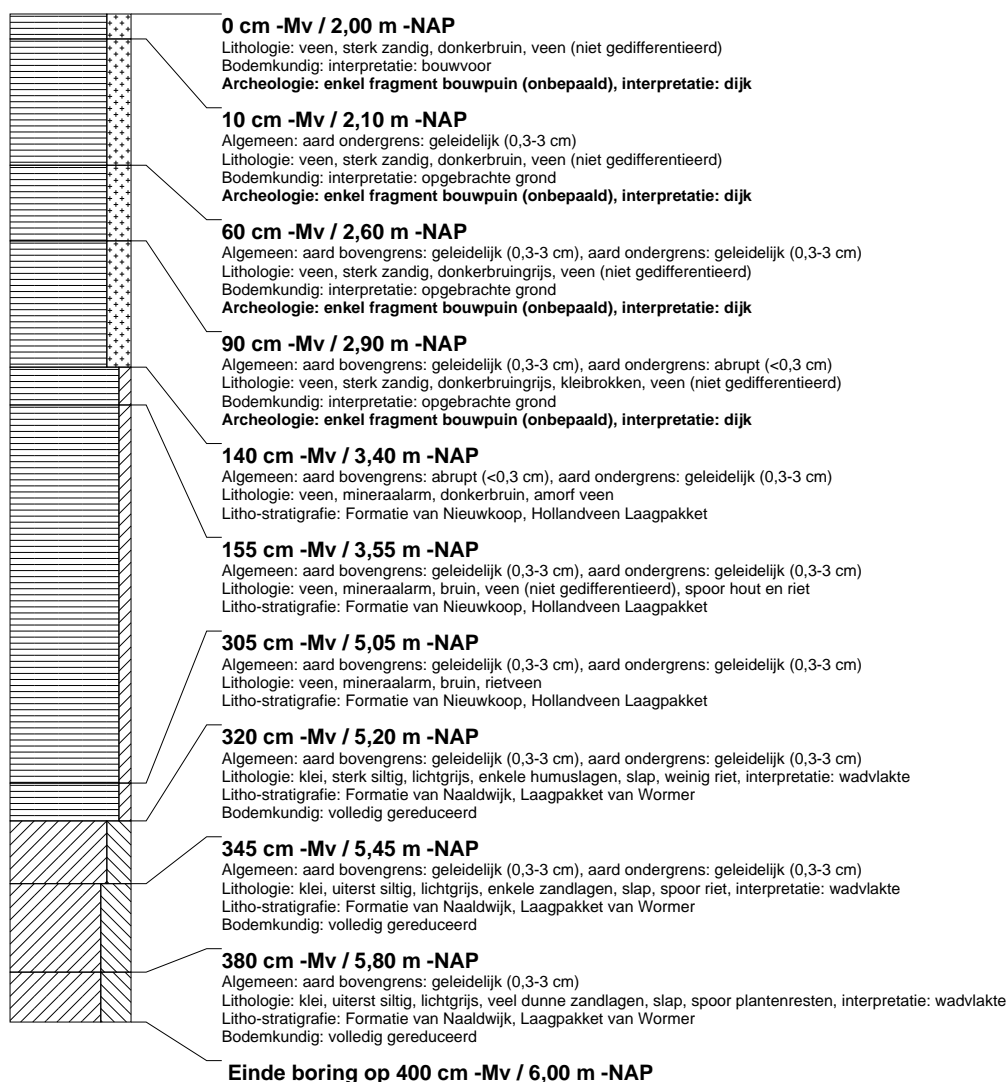 0 cm -Mv / 2,00 m -NAP
Lithologie: veen, sterk zandig, donkerbruin, veen (niet gedifferentieerd)
Bodemkundig: interpretatie: bouwvoor
Archeologie: enkel fragment bouwpuin (onbepaald), interpretatie: dijk
10 cm -Mv / 2,10 m -NAP
Algemeen: aard ondergrens: geleidelijk (0,3-3 cm)
Lithologie: veen, sterk zandig, donkerbruin, veen (niet gedifferentieerd)
Bodemkundig: interpretatie: opgebrachte grond
Archeologie: enkel fragment bouwpuin (onbepaald), interpretatie: dijk
60 cm -Mv / 2,60 m -NAP
Algemeen: aard bovengrens: geleidelijk (0,3-3 cm), aard ondergrens: geleidelijk (0,3-3 cm)
Lithologie: veen, sterk zandig, donkerbruingrijs, veen (niet gedifferentieerd)
Bodemkundig: interpretatie: opgebrachte grond
Archeologie: enkel fragment bouwpuin (onbepaald), interpretatie: dijk
90 cm -Mv / 2,90 m -NAP
Algemeen: aard bovengrens: geleidelijk (0,3-3 cm), aard ondergrens: abrupt (<0,3 cm)
Lithologie: veen, sterk zandig, donkerbruingrijs, kleibrokken, veen (niet gedifferentieerd)
Bodemkundig: interpretatie: opgebrachte grond
Archeologie: enkel fragment bouwpuin (onbepaald), interpretatie: dijk
140 cm -Mv / 3,40 m -NAP
Algemeen: aard bovengrens: abrupt (<0,3 cm), aard ondergrens: geleidelijk (0,3-3 cm)
Lithologie: veen, mineraalarm, donkerbruin, amorf veen
Litho-stratigrafie: Formatie van Nieuwkoop, Hollandveen Laagpakket
155 cm -Mv / 3,55 m -NAP
Algemeen: aard bovengrens: geleidelijk (0,3-3 cm), aard ondergrens: geleidelijk (0,3-3 cm)
Lithologie: veen, mineraalarm, bruin, veen (niet gedifferentieerd), spoor hout en riet
Litho-stratigrafie: Formatie van Nieuwkoop, Hollandveen Laagpakket
305 cm -Mv / 5,05 m -NAP
Algemeen: aard bovengrens: geleidelijk (0,3-3 cm), aard ondergrens: geleidelijk (0,3-3 cm)
Lithologie: veen, mineraalarm, bruin, rietveen
Litho-stratigrafie: Formatie van Nieuwkoop, Hollandveen Laagpakket
320 cm -Mv / 5,20 m -NAP
Algemeen: aard bovengrens: geleidelijk (0,3-3 cm), aard ondergrens: geleidelijk (0,3-3 cm)
Lithologie: klei, sterk siltig, lichtgrijs, enkele humuslagen, slap, weinig riet, interpretatie: wadvlakte
Litho-stratigrafie: Formatie van Naaldwijk, Laagpakket van Wormer
Bodemkundig: volledig gereduceerd
345 cm -Mv / 5,45 m -NAP
Algemeen: aard bovengrens: geleidelijk (0,3-3 cm), aard ondergrens: geleidelijk (0,3-3 cm)
Lithologie: klei, uiterst siltig, lichtgrijs, enkele zandlagen, slap, spoor riet, interpretatie: wadvlakte
Litho-stratigrafie: Formatie van Naaldwijk, Laagpakket van Wormer
Bodemkundig: volledig gereduceerd
380 cm -Mv / 5,80 m -NAP
Algemeen: aard bovengrens: geleidelijk (0,3-3 cm)
Lithologie: klei, uiterst siltig, lichtgrijs, veel dunne zandlagen, slap, spoor plantenresten, interpretatie: wadvlakte
Litho-stratigrafie: Formatie van Naaldwijk, Laagpakket van Wormer
Bodemkundig: volledig gereduceerd
Einde boring op 400 cm -Mv / 6,00 m -NAP